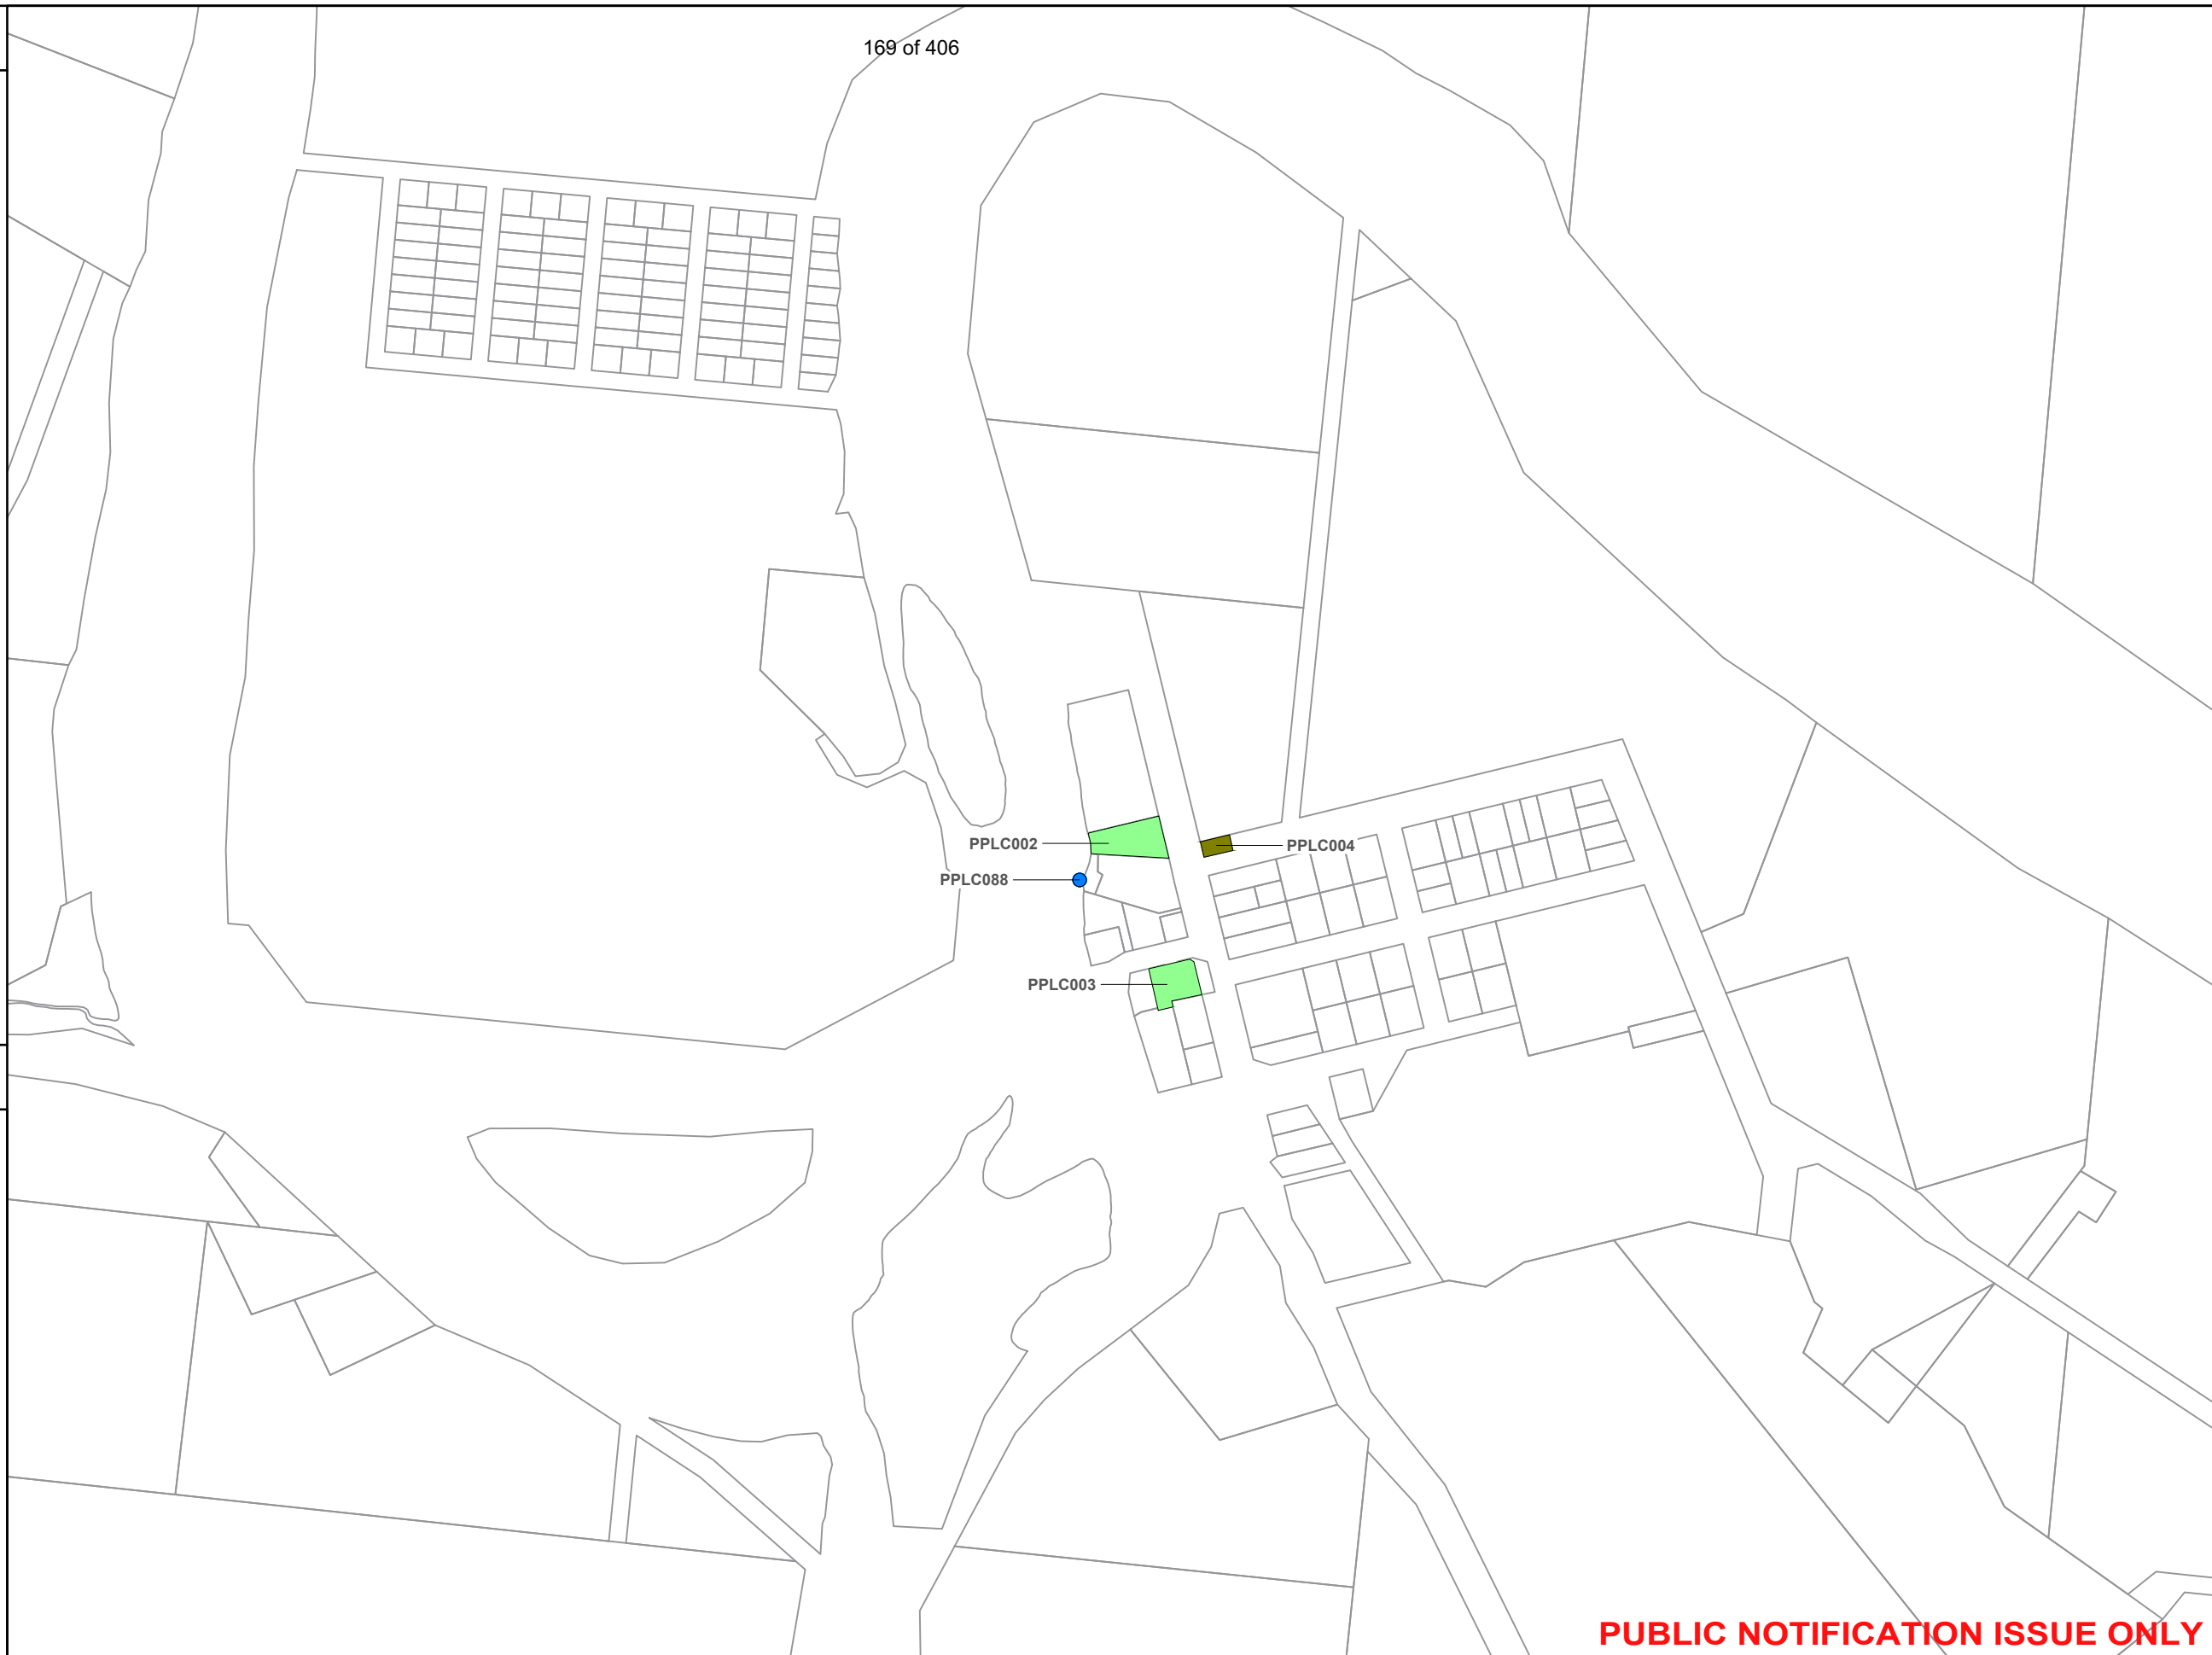 169 of 406
PPLC002
PPLC004
PPLC088
PPLC003
PUBLIC NOTIFICATION ISSUE ONLY